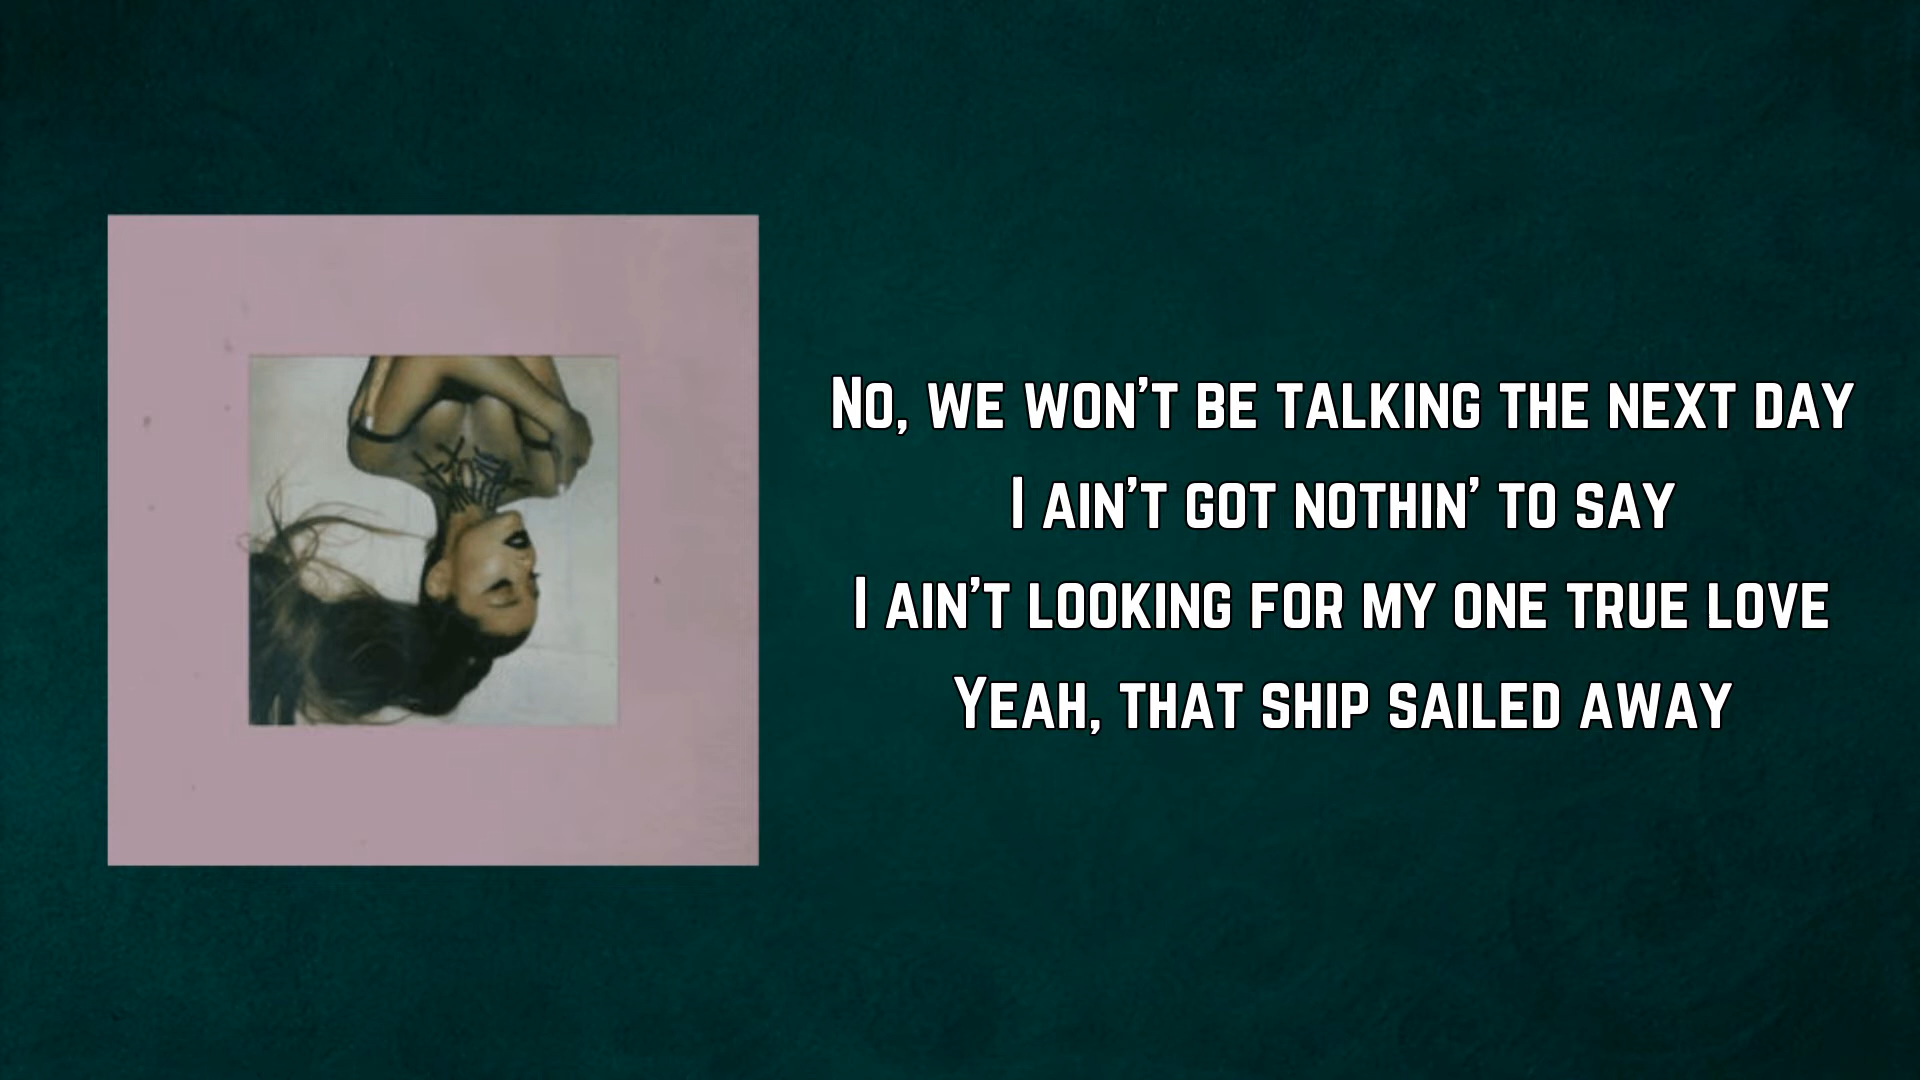 No, we won't be talking the next day
I ain't got nothin' to say
I ain't looking for my one true love
Yeah, that ship sailed away